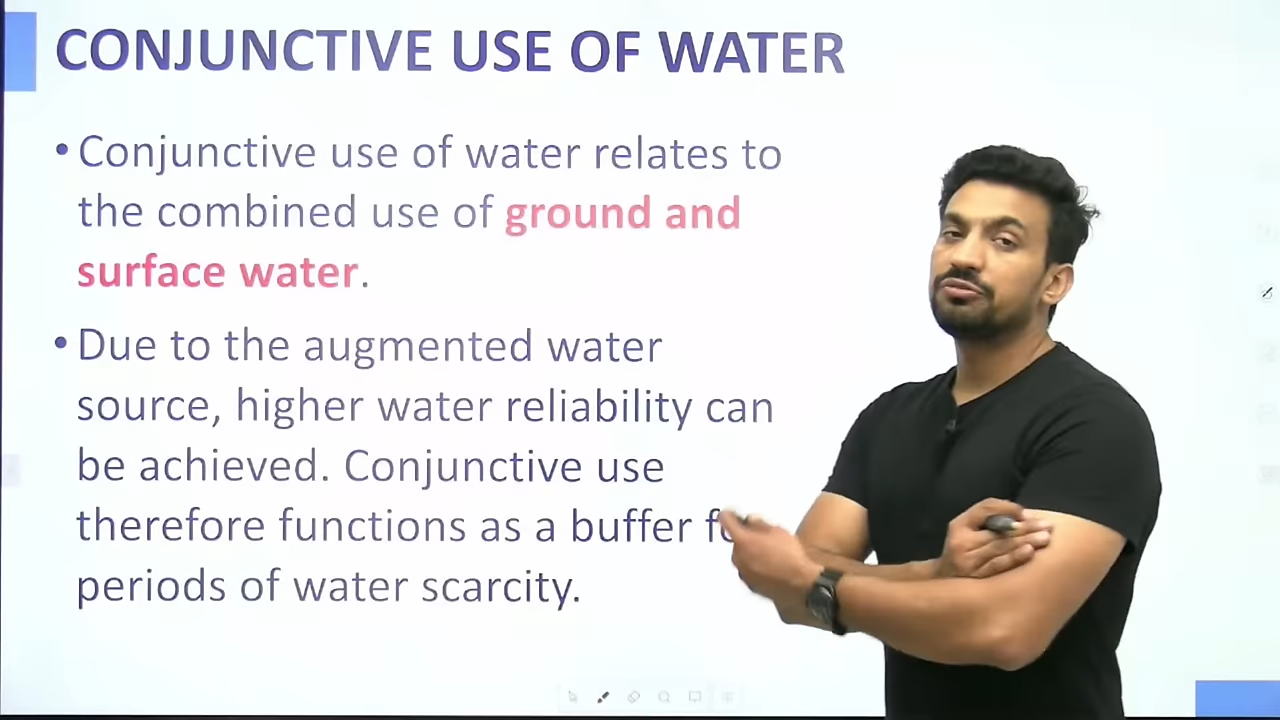 CONJUNCTIVE USE OF WATER
• Conjunctive use of water relates to
the combined use of ground and
surface water.
• Due to the augmented water
source, higher water reliability can
be achieved. Conjunctive use
therefore functions as a buffer
periods of water scarcity.